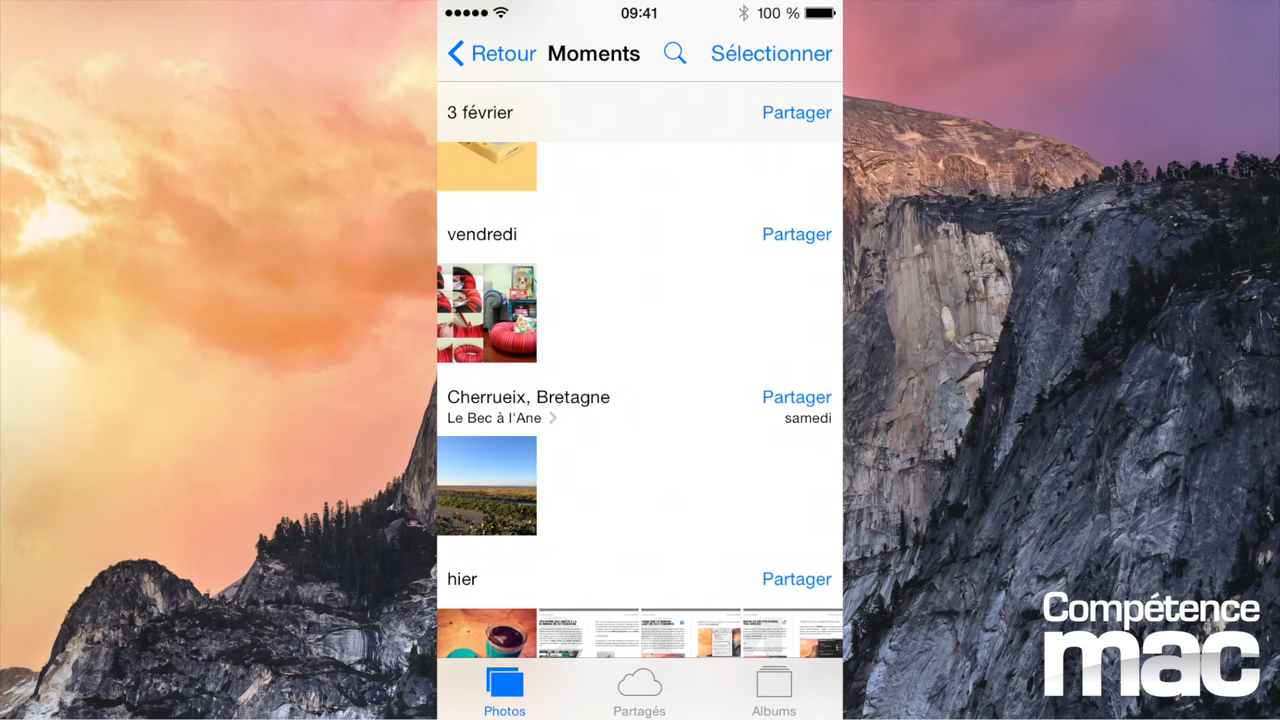 09:41
100 %
Retour
Moments
Sélectionner
3 février
Partager
vendredi
Partager
Cherrueix, Bretagne
Partager
Le Bec à l'Ane
samedi
hier
Partager
Photos
Partagés
Albums
Compétence
mac